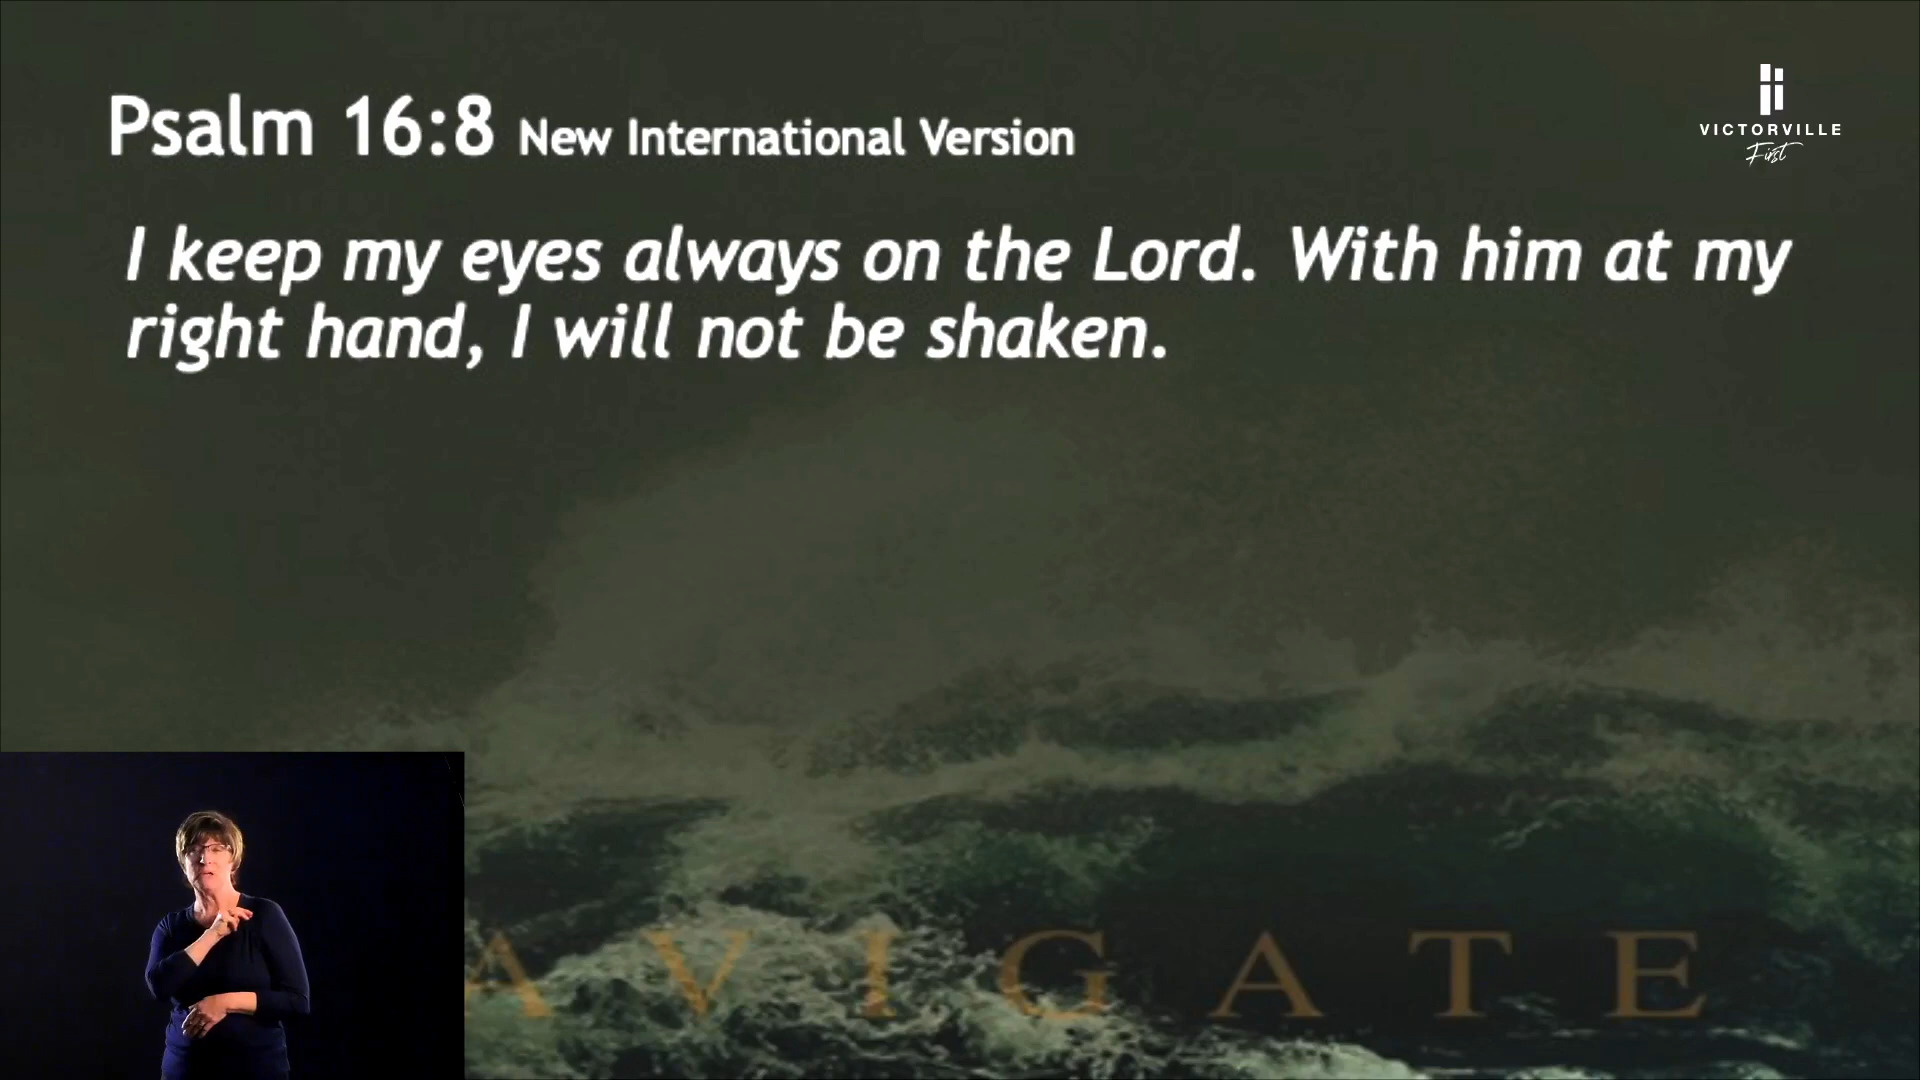 Psalm 16:8 New International Version
VICTORVILLE
First
I keep my eyes always on the Lord. With him at my
right hand, I will not be shaken.
AVIGATE